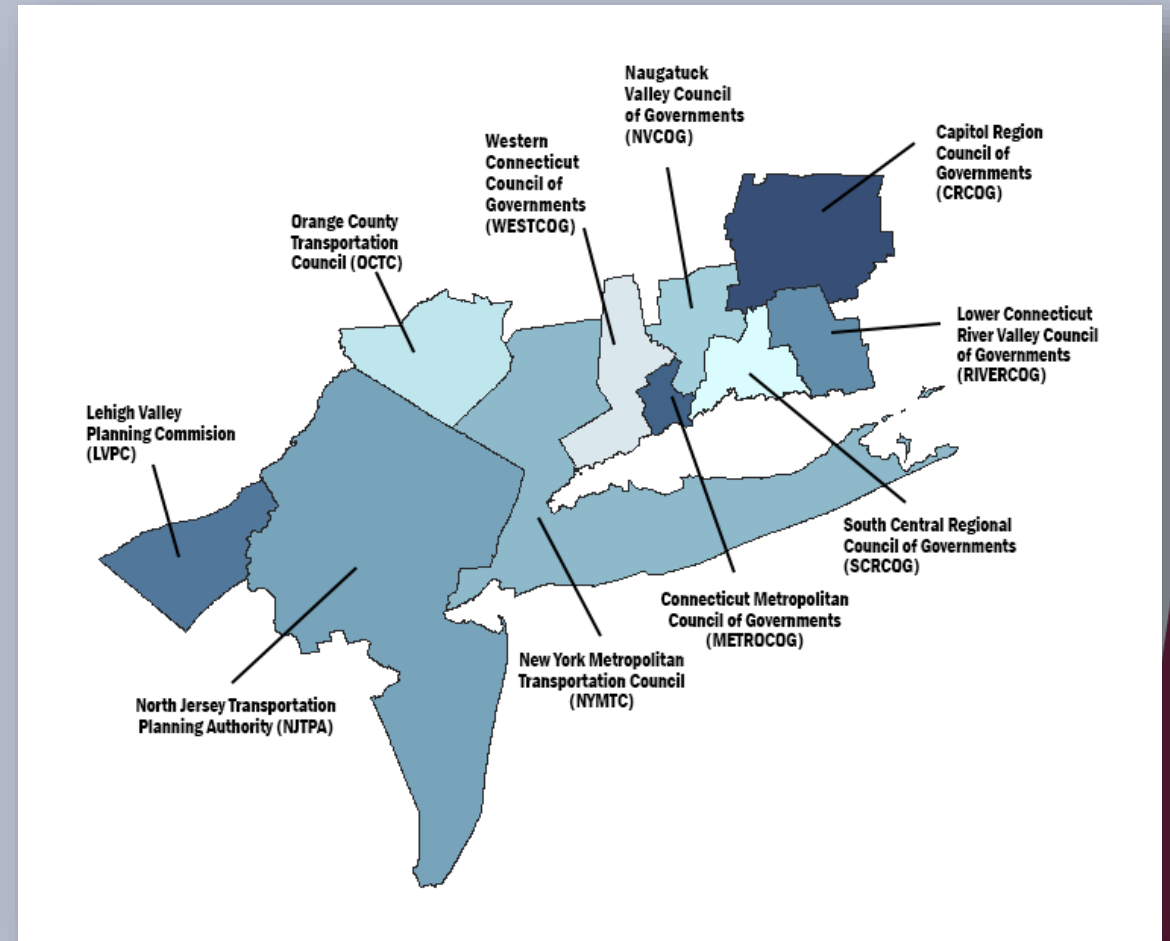 Naugatuck
Valley Council
of Governments
(NVCOG)
Capitol Region
Council of
Governments
(CRCOG)
Western
Connecticut
Council of
Governments
(WESTCOG)
Orange County
Transportation
Council (OCTC)
Lower Connecticut
River Valley Council
of Governments
(RIVERCOG)
Lehigh Valley
Planning Commision
(LVPC)
South Central Regional
Council of Governments
(SCRCOG)
Connecticut Metropolitan
Council of Governments
(METROCOG)
New York Metropolitan
Transportation Council
(NYMTC)
North Jersey Transportation
Planning Authority (NJTPA)